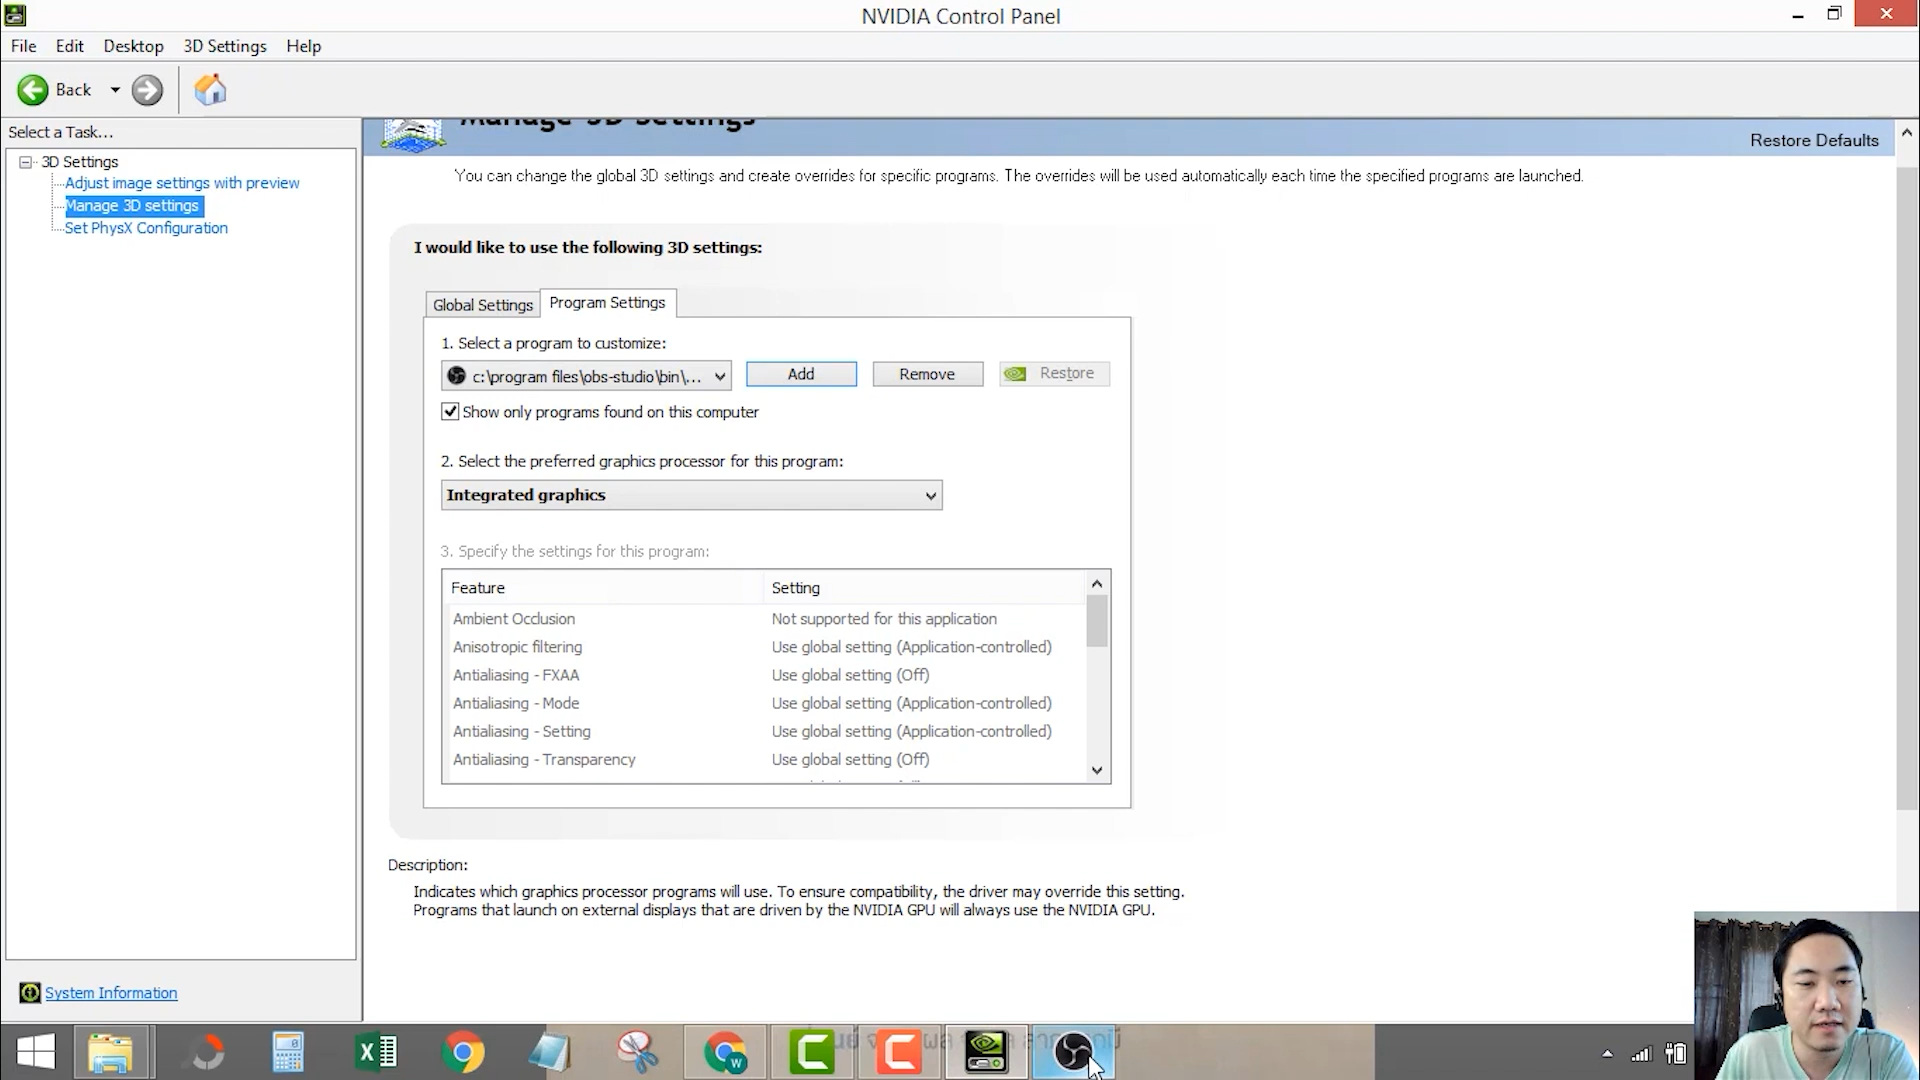 NVIDIA Control Panel
File Edit Desktop 3D Settings Help
Back
Select a Task...
3D Settings
Adjust image settings with preview
Manage 3D settings
Set PhysX Configuration
System Information
Manage 3D Settings
Restore Defaults
You can change the global 3D settings and create overrides for specific programs. The overrides will be used automatically each time the specified programs are launched.
I would like to use the following 3D settings:
Global Settings Program Settings
1. Select a program to customize:
c:\program files\obs-studio\bin\... Add Remove Restore
Show only programs found on this computer
2. Select the preferred graphics processor for this program:
Integrated graphics
3. Specify the settings for this program:
Feature Setting
Ambient Occlusion Not supported for this application
Anisotropic filtering Use global setting (Application-controlled)
Antialiasing - FXAA Use global setting (Off)
Antialiasing - Mode Use global setting (Application-controlled)
Antialiasing - Setting Use global setting (Application-controlled)
Antialiasing - Transparency Use global setting (Off)
Description:
Indicates which graphics processor programs will use. To ensure compatibility, the driver may override this setting.
Programs that launch on external displays that are driven by the NVIDIA GPU will always use the NVIDIA GPU.